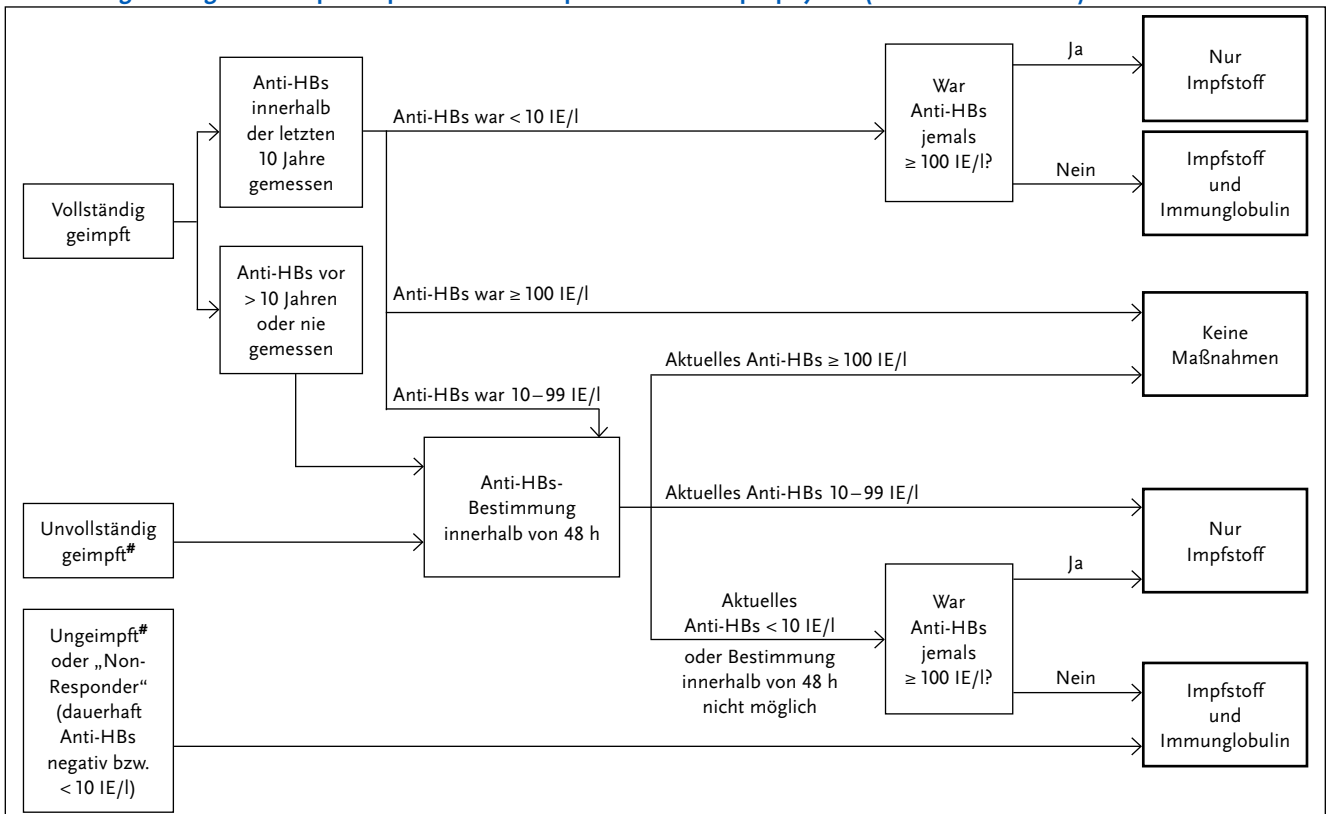 Vollständig
geimpft
Anti-HBs
innerhalb
der letzten
10 Jahre
gemessen
Anti-HBs vor
> 10 Jahren
oder nie
gemessen
Unvollständig
geimpft#
Ungeimpft#
oder „Non-
Responder“
(dauerhaft
Anti-HBs
negativ bzw.
< 10 IE/l)
Anti-HBs war < 10 IE/l
Anti-HBs war ≥ 100 IE/l
Anti-HBs war 10–99 IE/l
Anti-HBs-
Bestimmung
innerhalb von 48 h
Aktuelles Anti-HBs ≥ 100 IE/l
Aktuelles Anti-HBs 10–99 IE/l
Aktuelles
Anti-HBs < 10 IE/l
oder Bestimmung
innerhalb von 48 h
nicht möglich
War
Anti-HBs
jemals
≥ 100 IE/l?
Ja
Nein
Nur
Impfstoff
Impfstoff
und
Immunglobulin
Keine
Maßnahmen
Nur
Impfstoff
War
Anti-HBs
jemals
≥ 100 IE/l?
Ja
Nein
Impfstoff
und
Immunglobulin